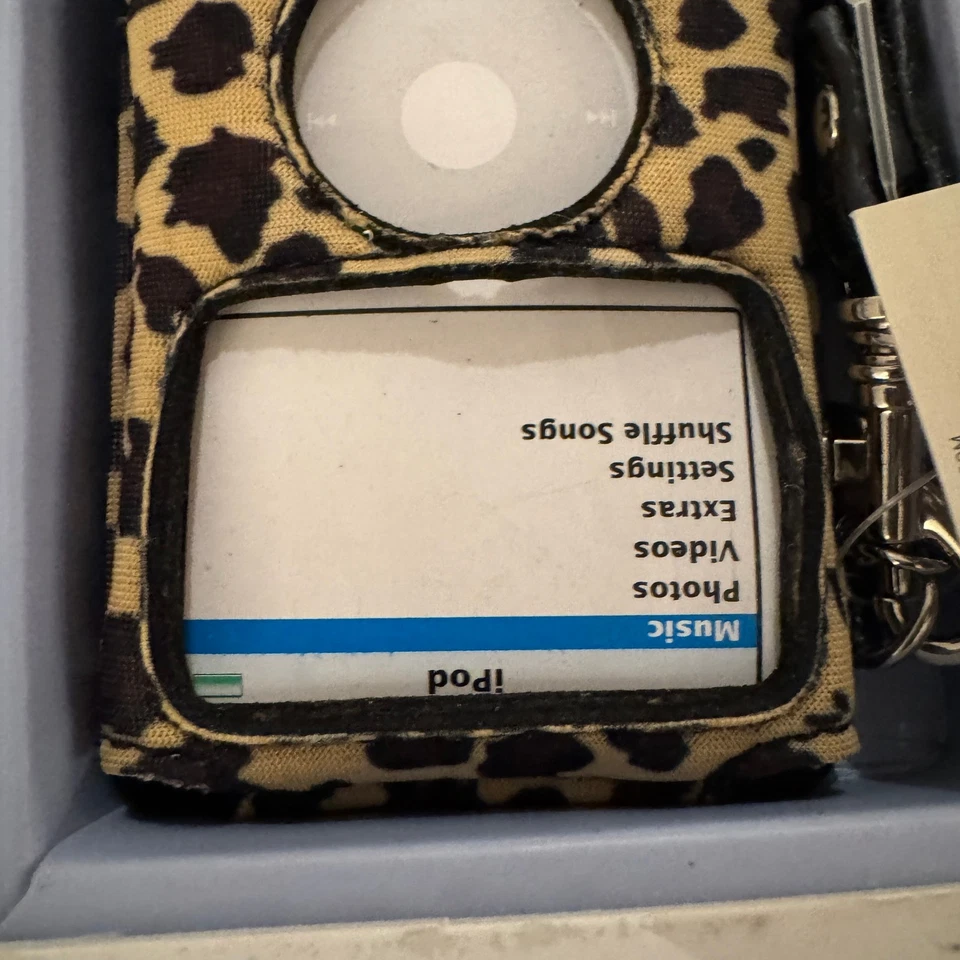 iPod
Music
Photos
Videos
Extras
Settings
Shuffle Songs